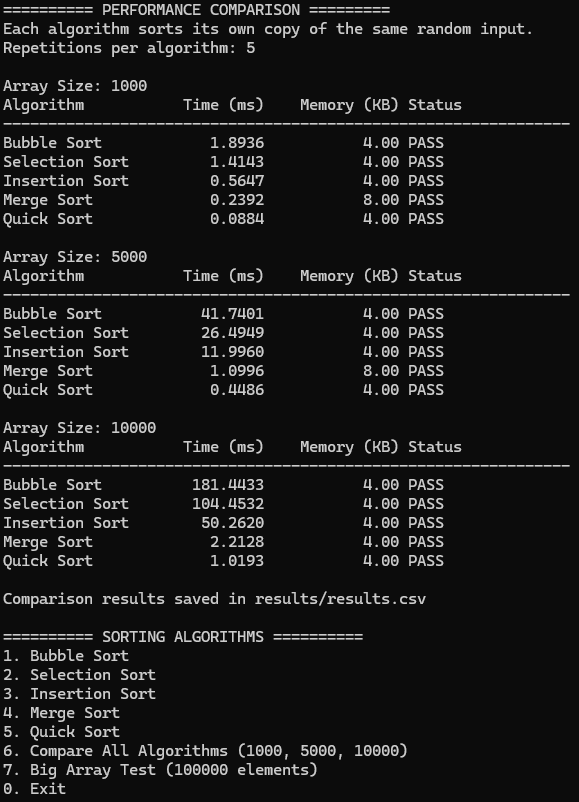 ========== PERFORMANCE COMPARISON =========
Each algorithm sorts its own copy of the same random input.
Repetitions per algorithm: 5

Array Size: 1000
Algorithm           Time (ms)    Memory (KB) Status
---------------------------------------------------------------
Bubble Sort            1.8936           4.00 PASS
Selection Sort         1.4143           4.00 PASS
Insertion Sort         0.5647           4.00 PASS
Merge Sort             0.2392           8.00 PASS
Quick Sort             0.0884           4.00 PASS

Array Size: 5000
Algorithm           Time (ms)    Memory (KB) Status
---------------------------------------------------------------
Bubble Sort           41.7401           4.00 PASS
Selection Sort        26.4949           4.00 PASS
Insertion Sort        11.9960           4.00 PASS
Merge Sort             1.0996           8.00 PASS
Quick Sort             0.4486           4.00 PASS

Array Size: 10000
Algorithm           Time (ms)    Memory (KB) Status
---------------------------------------------------------------
Bubble Sort          181.4433           4.00 PASS
Selection Sort       104.4532           4.00 PASS
Insertion Sort        50.2620           4.00 PASS
Merge Sort             2.2128           4.00 PASS
Quick Sort             1.0193           4.00 PASS

Comparison results saved in results/results.csv

========== SORTING ALGORITHMS ==========
1. Bubble Sort
2. Selection Sort
3. Insertion Sort
4. Merge Sort
5. Quick Sort
6. Compare All Algorithms (1000, 5000, 10000)
7. Big Array Test (100000 elements)
0. Exit